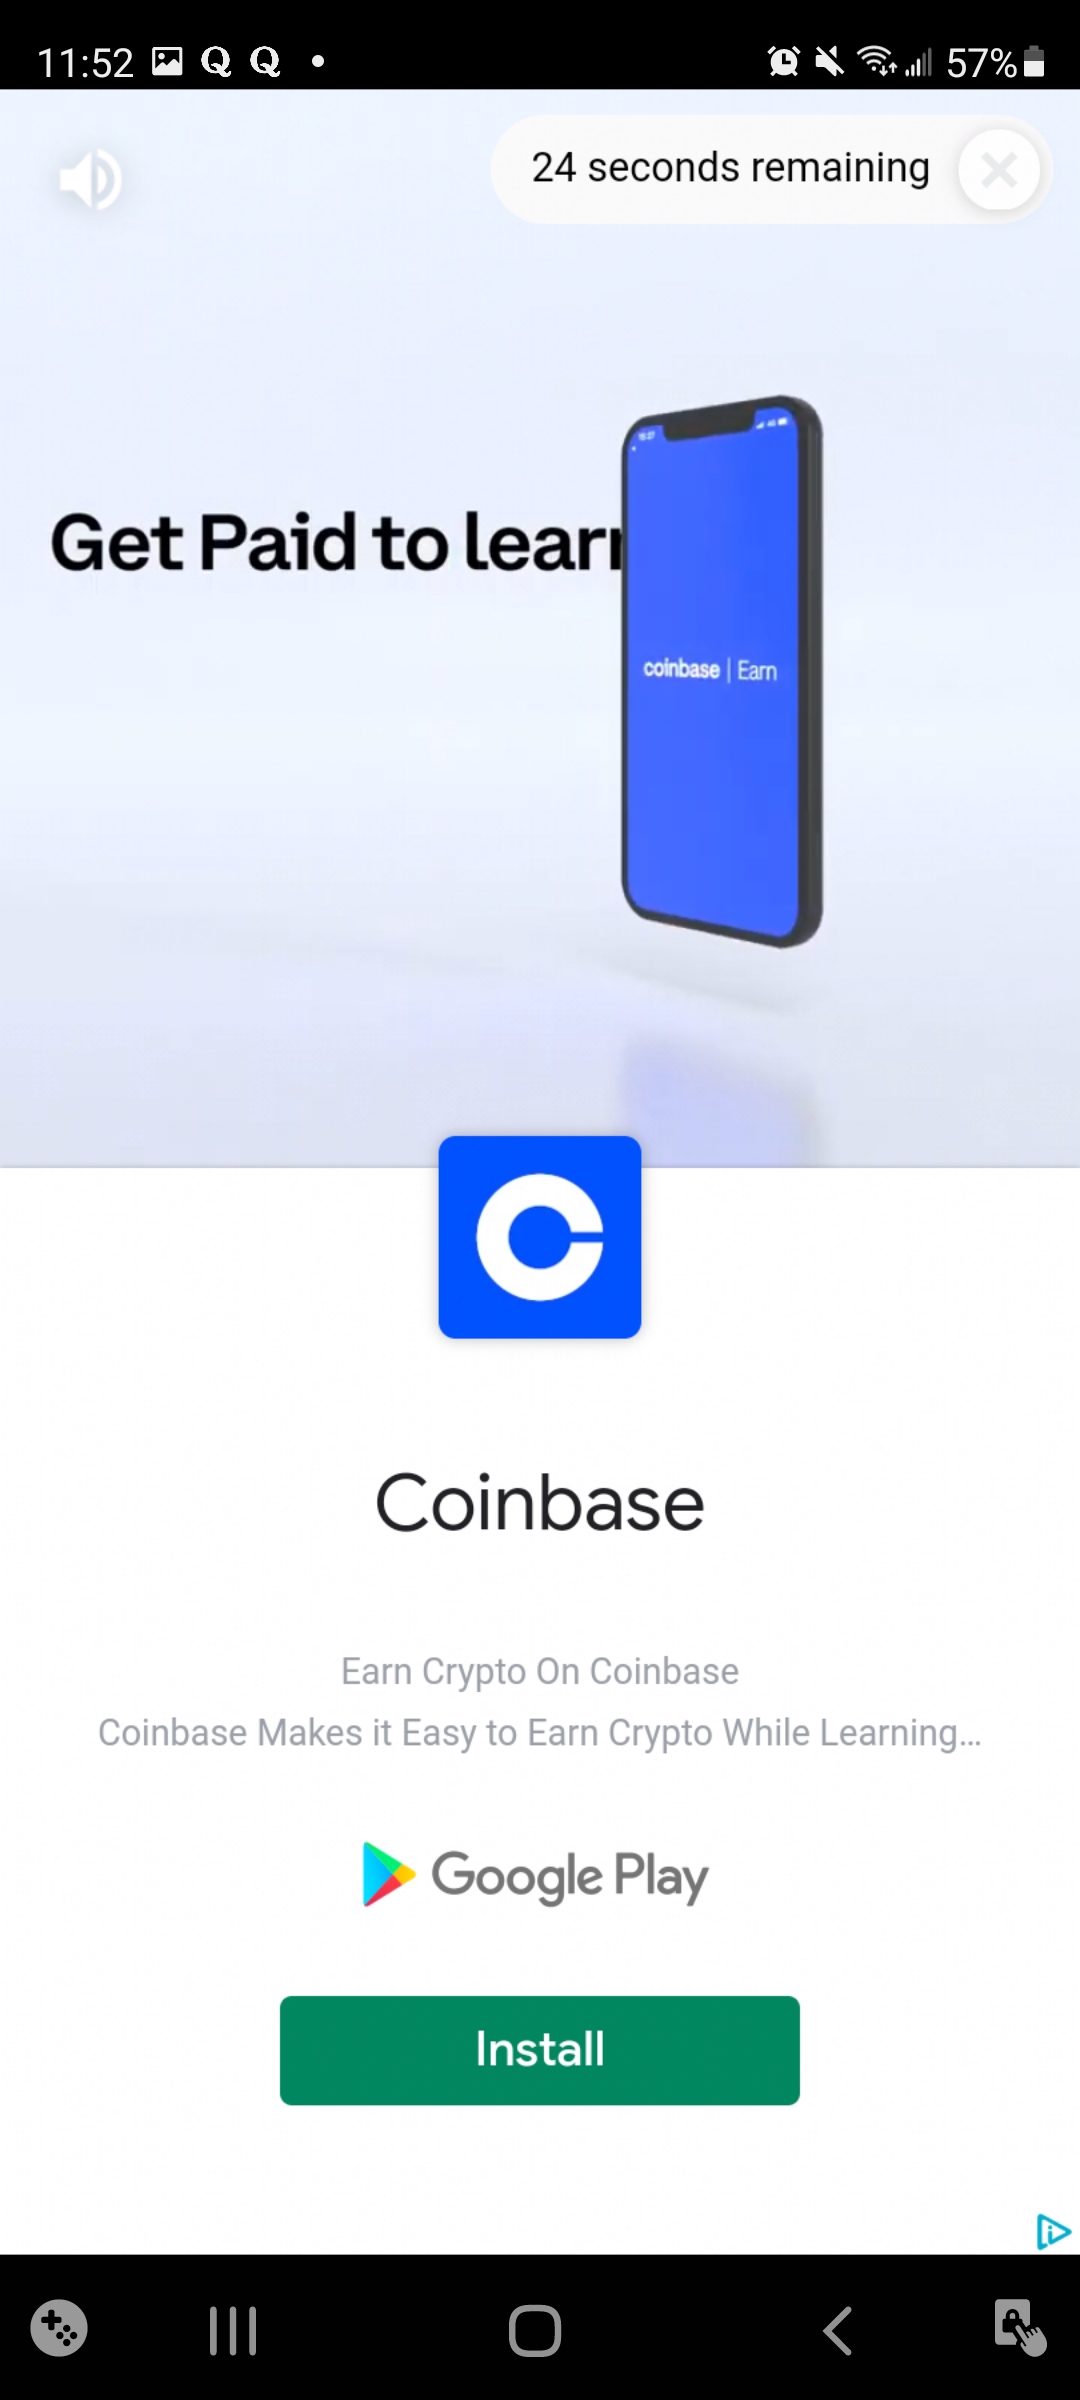 11:52 Q Q 57%
24 seconds remaining
Get Paid to lear
coinbase | Earn
Coinbase
Earn Crypto On Coinbase
Coinbase Makes it Easy to Earn Crypto While Learning...
Google Play
Install